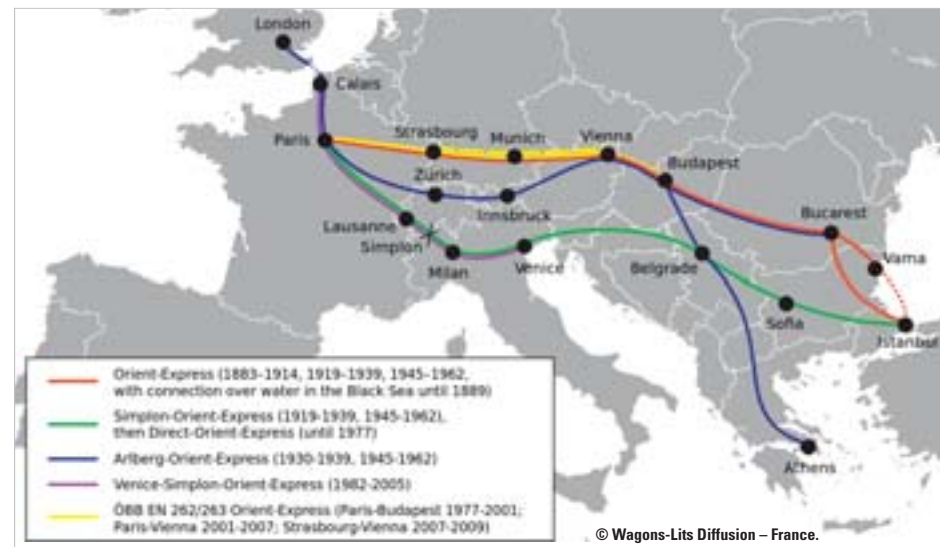 London
Calais
Paris
Strasbourg
Munich
Vienna
Budapest
Zürich
Innsbruck
Bucarest
Lausanne
Simplon
Milan
Venice
Belgrade
Varna
Sofia
Istanbul
Athens
Orient-Express (1883-1914, 1919-1939, 1945-1962,
with connection over water in the Black Sea until 1889)
Simplon-Orient-Express (1919-1939, 1945-1962),
then Direct-Orient-Express (until 1977)
Arlberg-Orient-Express (1930-1939, 1945-1962)
Venice-Simplon-Orient-Express (1982-2005)
ÖBB EN 262/263 Orient-Express (Paris-Budapest 1977-2001;
Paris-Vienna 2001-2007; Strasbourg-Vienna 2007-2009)
© Wagons-Lits Diffusion – France.